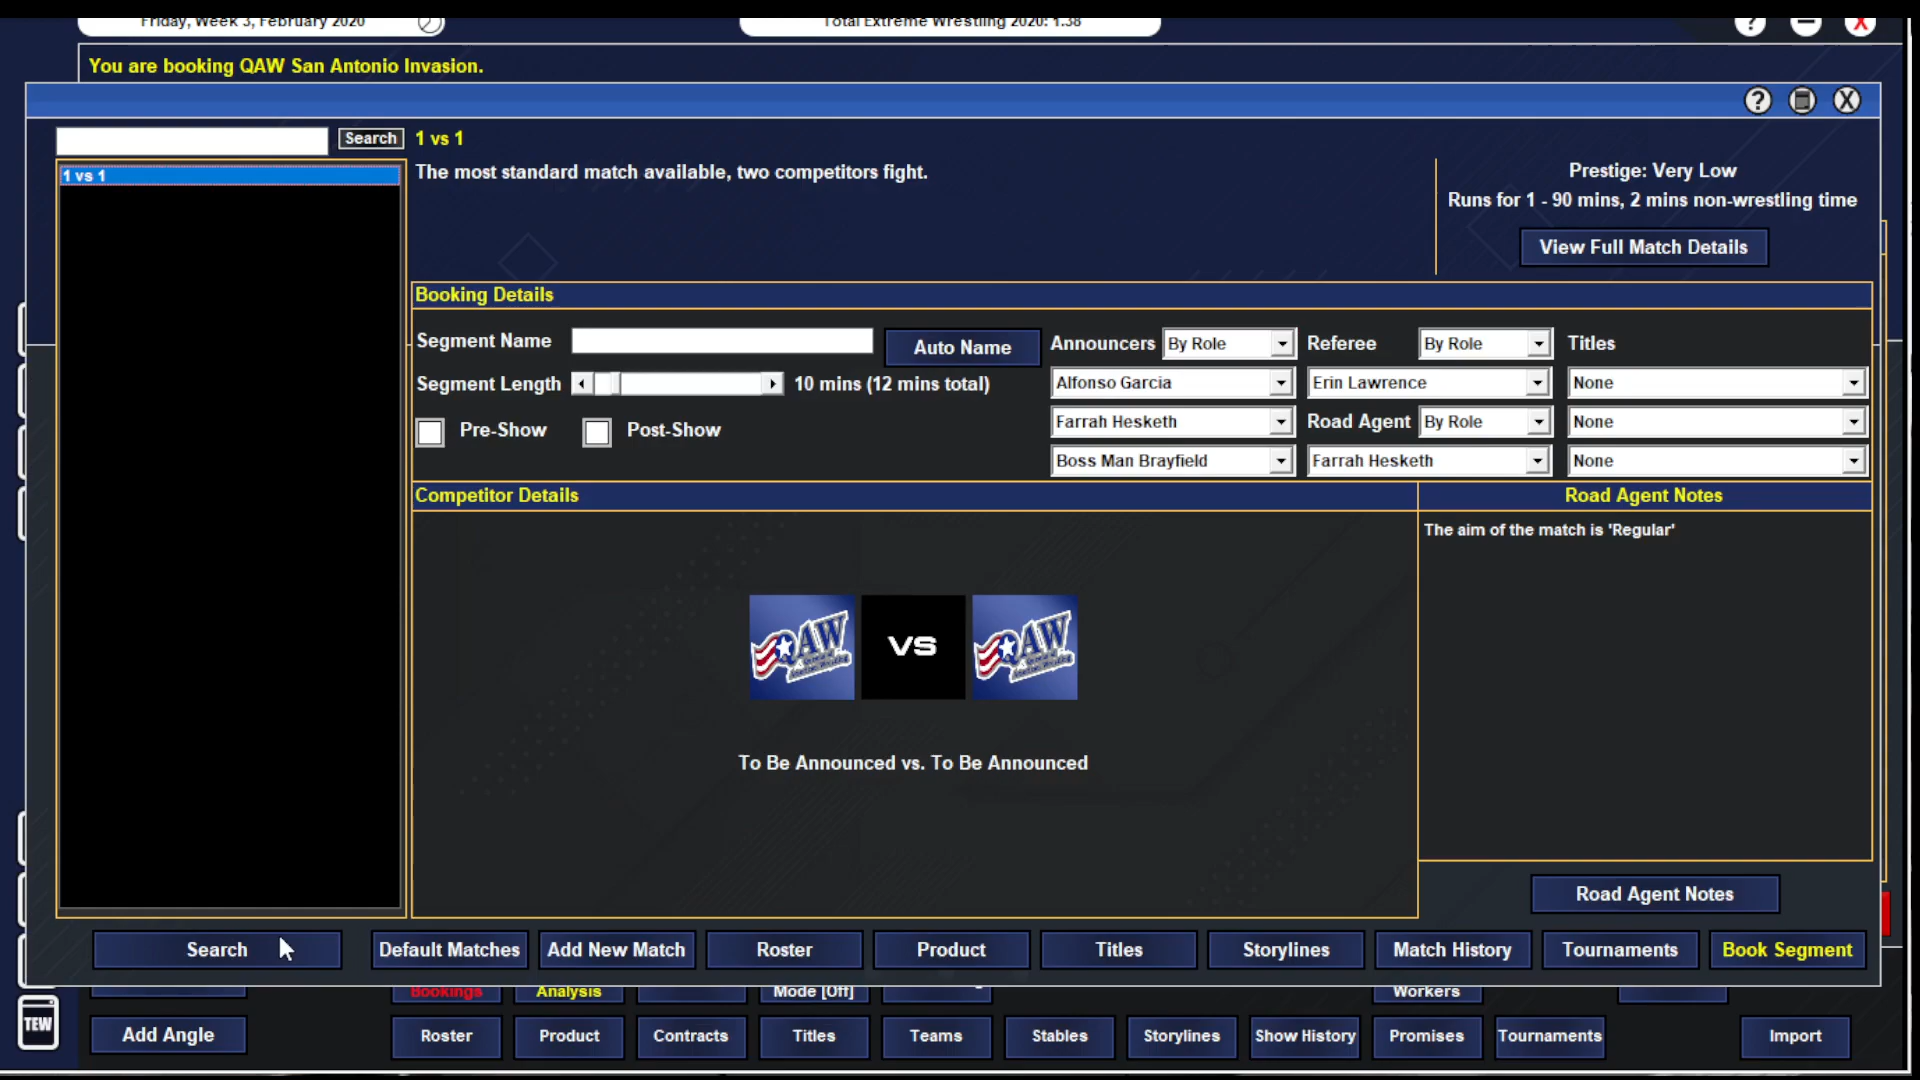 Friday, Week 3, February 2020
Total Extreme Wrestling 2020: 1.38
?
X
You are booking QAW San Antonio Invasion.
? X
Search
1 vs 1
1 vs 1
The most standard match available, two competitors fight.
Prestige: Very Low
Runs for 1 - 90 mins, 2 mins non-wrestling time
View Full Match Details
Booking Details
Segment Name
Auto Name
Announcers By Role
Referee By Role
Titles
Segment Length
10 mins (12 mins total)
Alfonso Garcia
Erin Lawrence
None
Pre-Show
Post-Show
Farrah Hesketh
Road Agent By Role
None
Boss Man Brayfield
Farrah Hesketh
None
Competitor Details
Road Agent Notes
The aim of the match is 'Regular'
QAW
VS
QAW
To Be Announced vs. To Be Announced
Road Agent Notes
Search
Default Matches
Add New Match
Roster
Product
Titles
Storylines
Match History
Tournaments
Book Segment
Bookings
Analysis
Mode [Off]
Workers
TEW
Add Angle
Roster
Product
Contracts
Titles
Teams
Stables
Storylines
Show History
Promises
Tournaments
Import